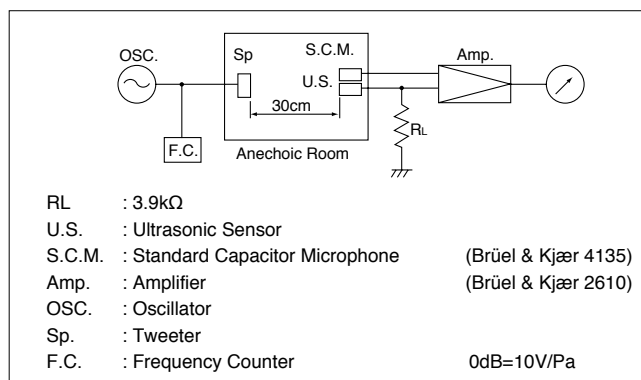 OSC.
Sp
S.C.M.
U.S.
Amp.
30cm
RL
F.C.
Anechoic Room
RL : 3.9kΩ
U.S. : Ultrasonic Sensor
S.C.M. : Standard Capacitor Microphone (Brüel & Kjær 4135)
Amp. : Amplifier (Brüel & Kjær 2610)
OSC. : Oscillator
Sp. : Tweeter
F.C. : Frequency Counter 0dB=10V/Pa